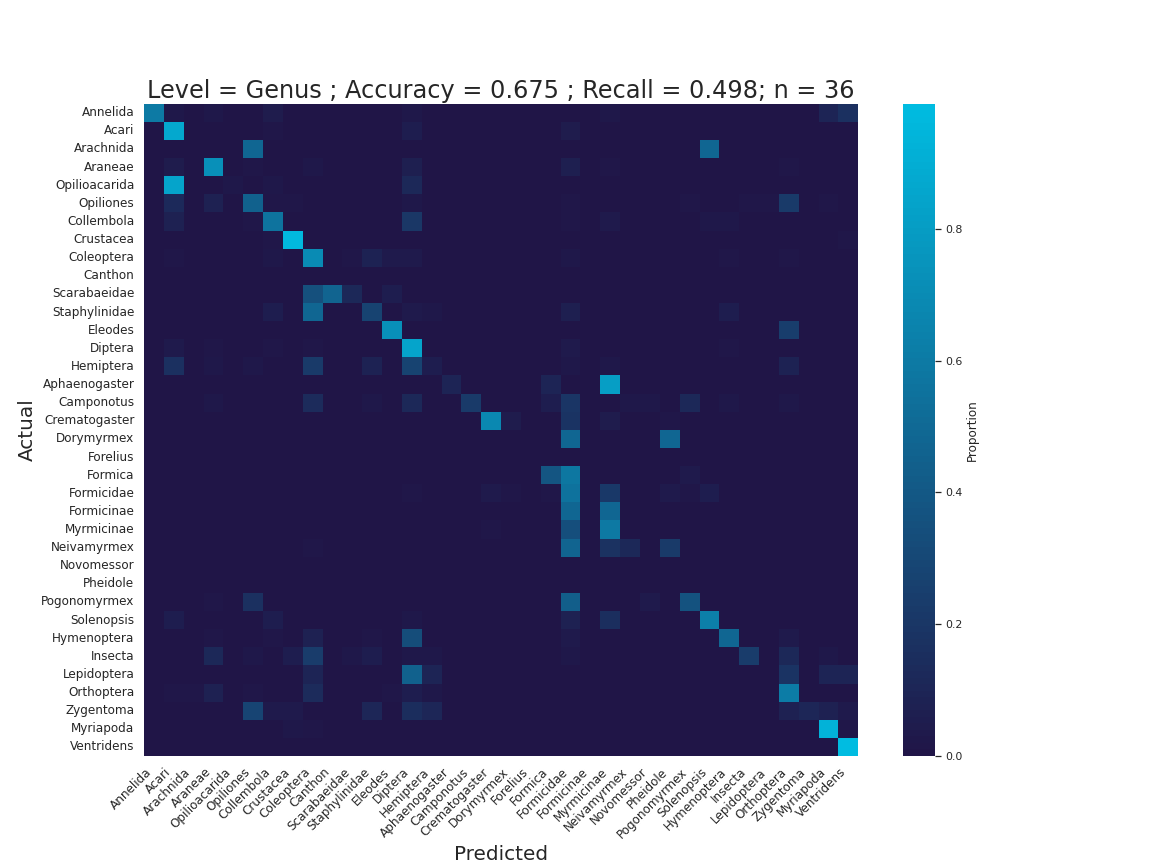 Level = Genus ; Accuracy = 0.675 ; Recall = 0.498; n = 36
Actual
Annelida
Acari
Arachnida
Araneae
Opilioacarida
Opiliones
Collembola
Crustacea
Coleoptera
Canthon
Scarabaeidae
Staphylinidae
Eleodes
Diptera
Hemiptera
Aphaenogaster
Camponotus
Crematogaster
Dorymyrmex
Forelius
Formica
Formicidae
Formicinae
Myrmicinae
Neivamyrmex
Novomessor
Pheidole
Pogonomyrmex
Solenopsis
Hymenoptera
Insecta
Lepidoptera
Orthoptera
Zygentoma
Myriapoda
Ventridens
Annelida
Acari
Arachnida
Araneae
Opilioacarida
Opiliones
Collembola
Crustacea
Coleoptera
Canthon
Scarabaeidae
Staphylinidae
Eleodes
Diptera
Hemiptera
Aphaenogaster
Camponotus
Crematogaster
Dorymyrmex
Forelius
Formica
Formicidae
Formicinae
Myrmicinae
Neivamyrmex
Novomessor
Pheidole
Pogonomyrmex
Solenopsis
Hymenoptera
Insecta
Lepidoptera
Orthoptera
Zygentoma
Myriapoda
Ventridens
Predicted
0.8
0.6
0.4
0.2
0.0
Proportion